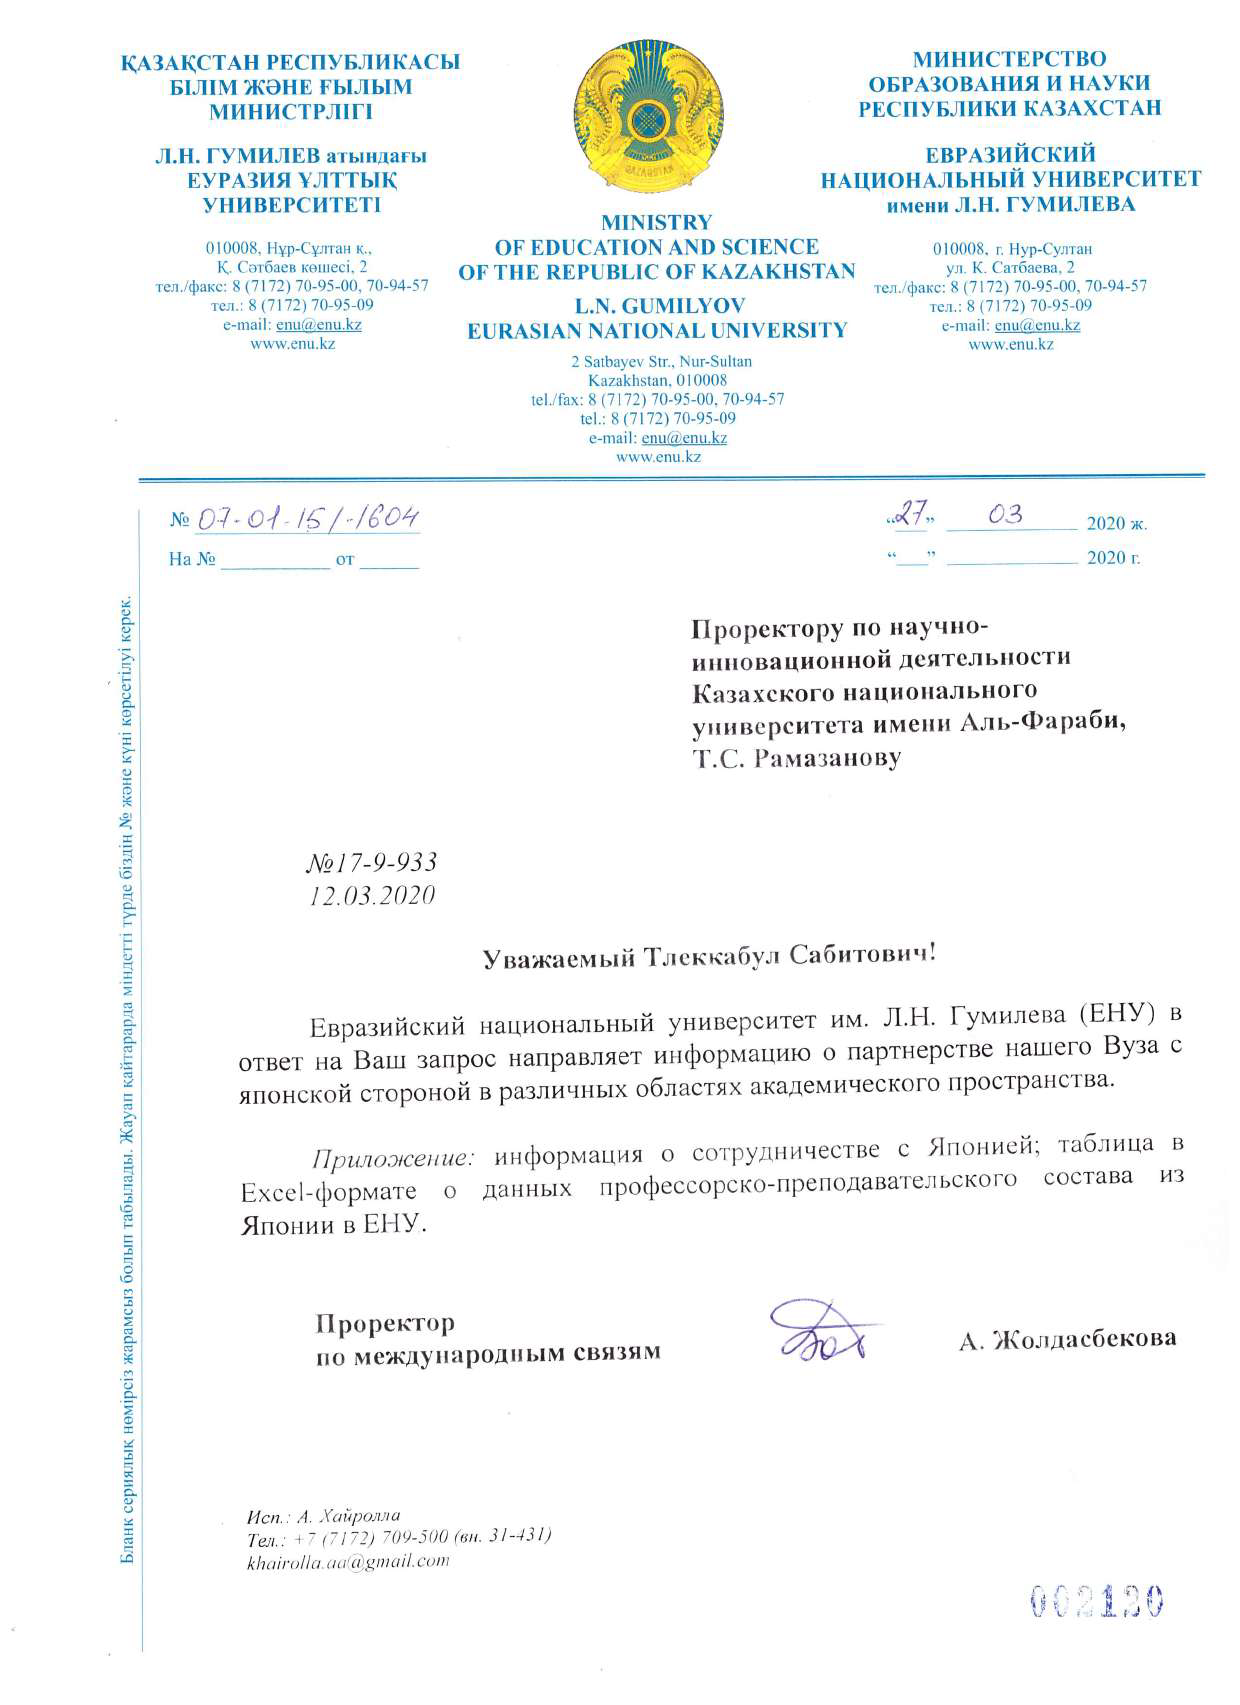 ҚАЗАҚСТАН РЕСПУБЛИКАСЫ
БІЛІМ ЖӘНЕ ҒЫЛЫМ
МИНИСТРЛІГІ
Л.Н. ГУМИЛЕВ атындағы
ЕУРАЗИЯ ҰЛТТЫҚ
УНИВЕРСИТЕТІ
010008, Нұр-Сұлтан қ.,
Қ. Сәтбаев көшесі, 2
тел./факс: 8 (7172) 70-95-00, 70-94-57
тел.: 8 (7172) 70-95-09
e-mail: enu@enu.kz
www.enu.kz
QAZAQSTAN
MINISTRY
OF EDUCATION AND SCIENCE
OF THE REPUBLIC OF KAZAKHSTAN
L.N. GUMILYOV
EURASIAN NATIONAL UNIVERSITY
2 Satbayev Str., Nur-Sultan
Kazakhstan, 010008
tel./fax: 8 (7172) 70-95-00, 70-94-57
tel.: 8 (7172) 70-95-09
e-mail: enu@enu.kz
www.enu.kz
МИНИСТЕРСТВО
ОБРАЗОВАНИЯ И НАУКИ
РЕСПУБЛИКИ КАЗАХСТАН
ЕВРАЗИЙСКИЙ
НАЦИОНАЛЬНЫЙ УНИВЕРСИТЕТ
имени Л.Н. ГУМИЛЕВА
010008, г. Нур-Султан
ул. К. Сатбаева, 2
тел./факс: 8 (7172) 70-95-00, 70-94-57
тел.: 8 (7172) 70-95-09
e-mail: enu@enu.kz
www.enu.kz
№ 07-01-15/-1604
“27” 03 2020 ж.
На № ____________ от ______
“___” ______________ 2020 г.
Бланк сериялық нөмірсіз жарамсыз болып табылады. Жауап қайтарарда міндетті түрде біздің № және күні көрсетілуі керек.
Проректору по научно-
инновационной деятельности
Казахского национального
университета имени Аль-Фараби,
Т.С. Рамазанову
№17-9-933
12.03.2020
Уважаемый Тлеккабул Сабитович!
Евразийский национальный университет им. Л.Н. Гумилева (ЕНУ) в
ответ на Ваш запрос направляет информацию о партнерстве нашего Вуза с
японской стороной в различных областях академического пространства.
Приложение: информация о сотрудничестве с Японией; таблица в
Excel-формате о данных профессорско-преподавательского состава из
Японии в ЕНУ.
Проректор
по международным связям
А. Жолдасбекова
Исп.: А. Хайролла
Тел.: +7 (7172) 709-500 (вн. 31-431)
khairolla.aa@gmail.com
002120